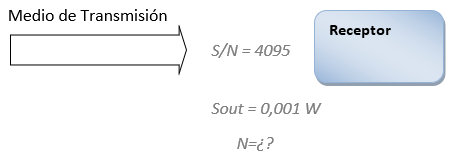 Medio de Transmisión
Receptor
S/N = 4095
Sout = 0,001 W
N=¿?